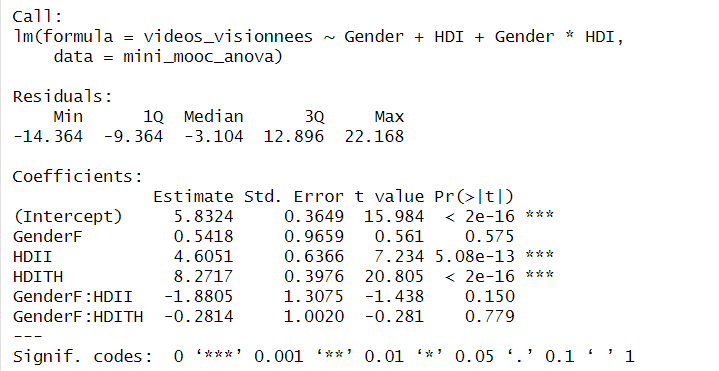 Call:
lm(formula = videos_visionnees ~ Gender + HDI + Gender * HDI,
    data = mini_mooc_anova)

Residuals:
    Min      1Q  Median      3Q     Max
-14.364  -9.364  -3.104  12.896  22.168

Coefficients:
              Estimate Std. Error t value Pr(>|t|)
(Intercept)     5.8324     0.3649  15.984  < 2e-16 ***
GenderF         0.5418     0.9659   0.561    0.575
HDII            4.6051     0.6366   7.234 5.08e-13 ***
HDITH           8.2717     0.3976  20.805  < 2e-16 ***
GenderF:HDII   -1.8805     1.3075  -1.438    0.150
GenderF:HDITH  -0.2814     1.0020  -0.281    0.779
---
Signif. codes:  0 ‘***’ 0.001 ‘**’ 0.01 ‘*’ 0.05 ‘.’ 0.1 ‘ ’ 1